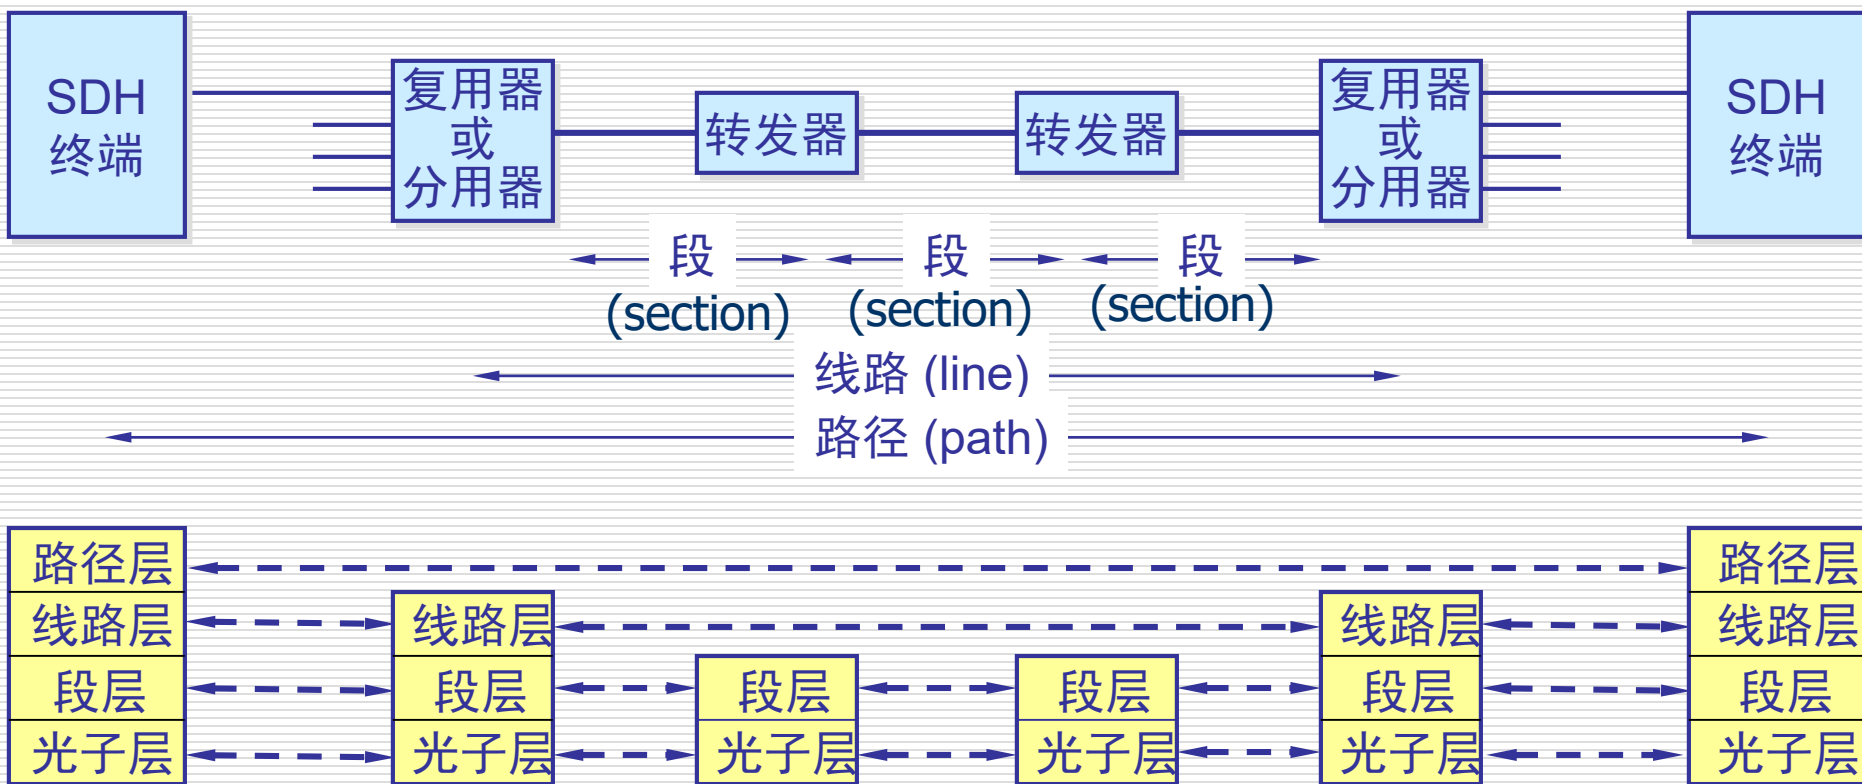 SDH
终端
复用器
或
分用器
转发器
转发器
复用器
或
分用器
SDH
终端
段
(section)
段
(section)
段
(section)
线路 (line)
路径 (path)
路径层
线路层
段层
光子层
线路层
段层
光子层
段层
光子层
段层
光子层
线路层
段层
光子层
路径层
线路层
段层
光子层